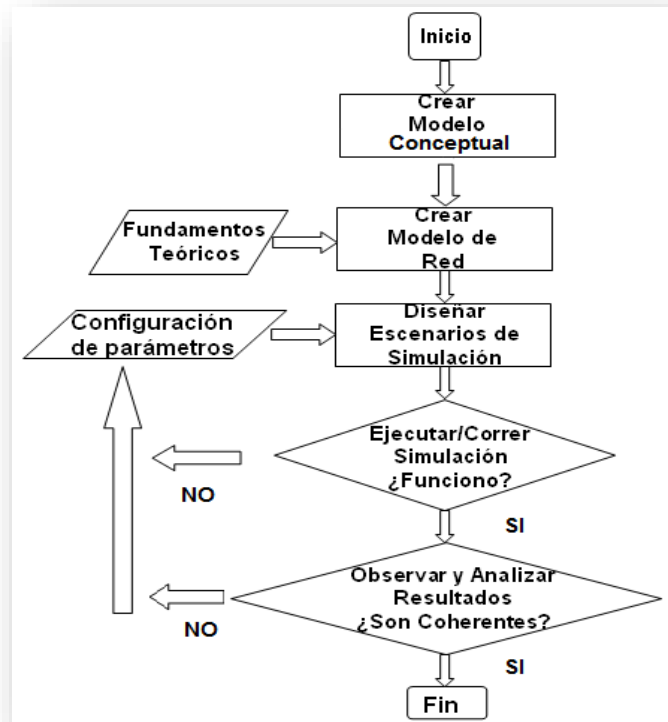 Inicio
Crear
Modelo
Conceptual
Fundamentos
Teóricos
Crear
Modelo de
Red
Configuración
de parámetros
Diseñar
Escenarios de
Simulación
Ejecutar/Correr
Simulación
¿Funciono?
NO
SI
Observar y Analizar
Resultados
¿Son Coherentes?
NO
SI
Fin